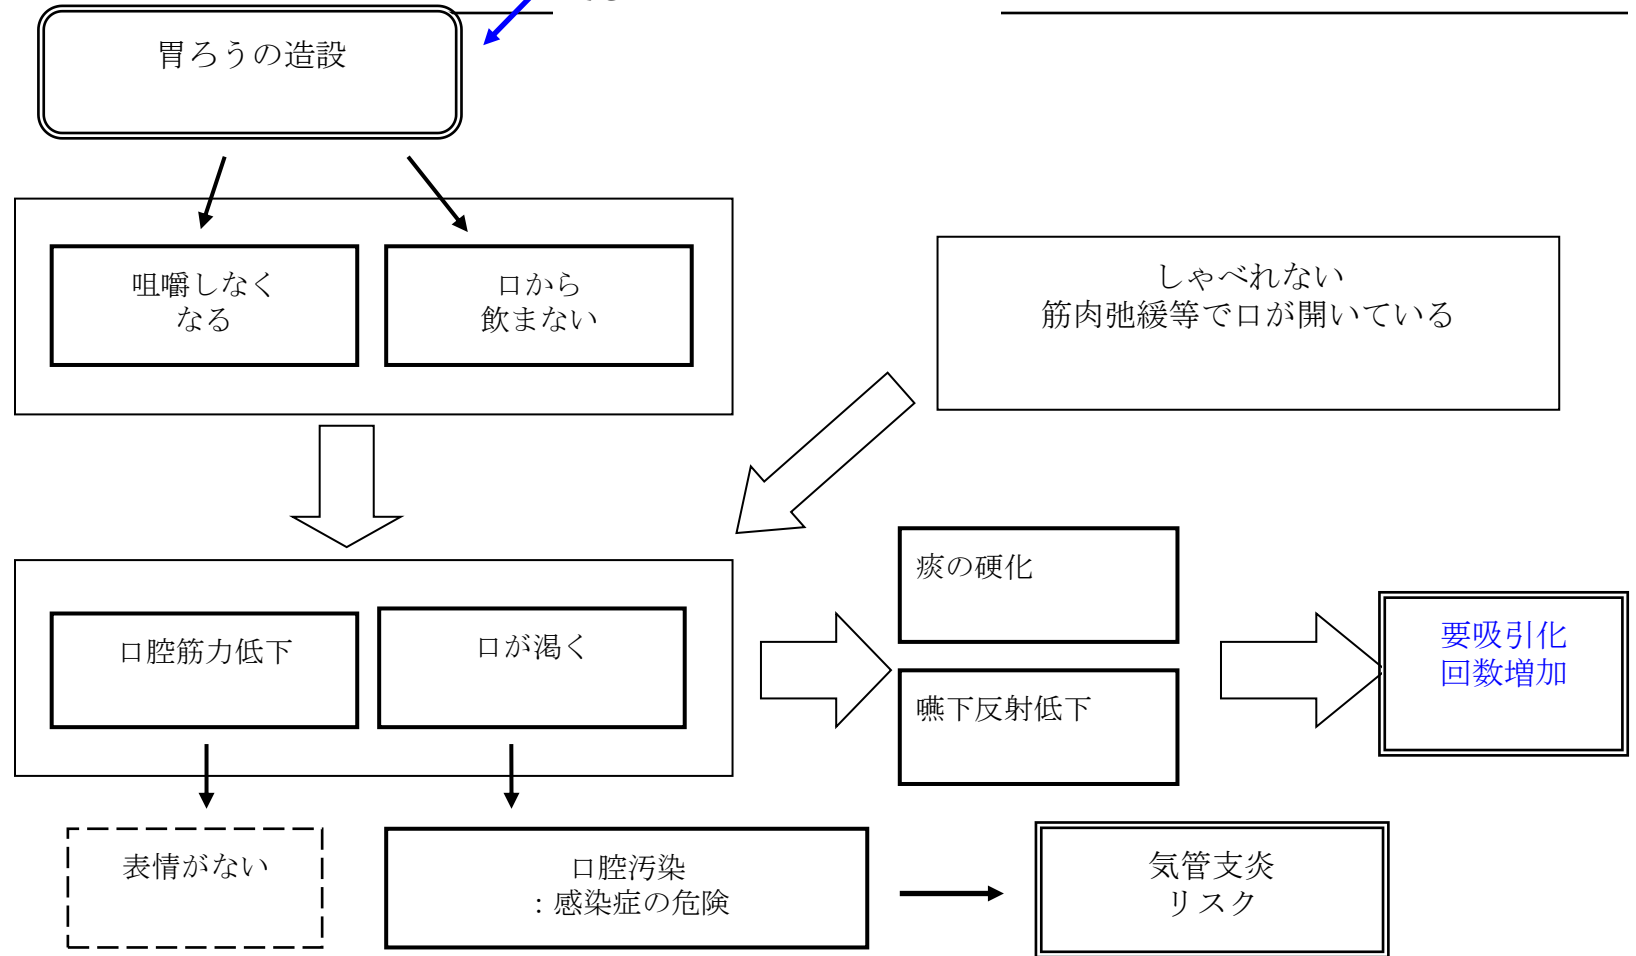 胃ろうの造設
咀嚼しなく
なる
口から
飲まない
しゃべれない
筋肉弛緩等で口が開いている
口腔筋力低下
口が渇く
痰の硬化
嚥下反射低下
要吸引化
回数増加
表情がない
口腔汚染
：感染症の危険
気管支炎
リスク